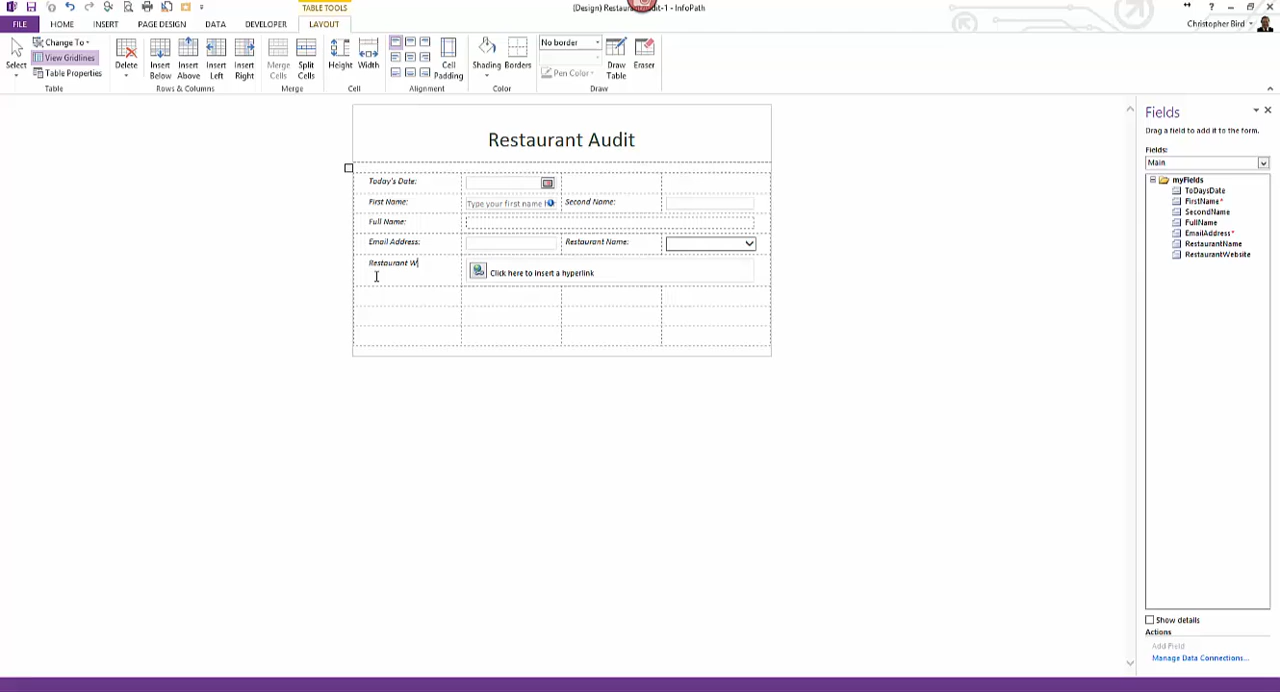 TABLE TOOLS
(Design) Restaurant Audit-1 - InfoPath
FILE HOME INSERT PAGE DESIGN DATA DEVELOPER LAYOUT
Christopher Bird
Select
Change To
View Gridlines
Table Properties
Table
Delete
Insert Below
Insert Above
Insert Left
Insert Right
Rows & Columns
Merge Cells
Split Cells
Merge
Height Width
Cell
Cell Padding
Alignment
Shading Borders
Color
No border
Pen Color
Draw Table
Eraser
Draw
Restaurant Audit
Today's Date:
First Name: Type your first name Second Name:
Full Name:
Email Address: Restaurant Name:
Restaurant W
Click here to insert a hyperlink
Fields
Drag a field to add it to the form.
Fields:
Main
myFields
ToDaysDate
FirstName*
SecondName
FullName
EmailAddress*
RestaurantName
RestaurantWebsite
Show details
Actions
Add Field
Manage Data Connections...